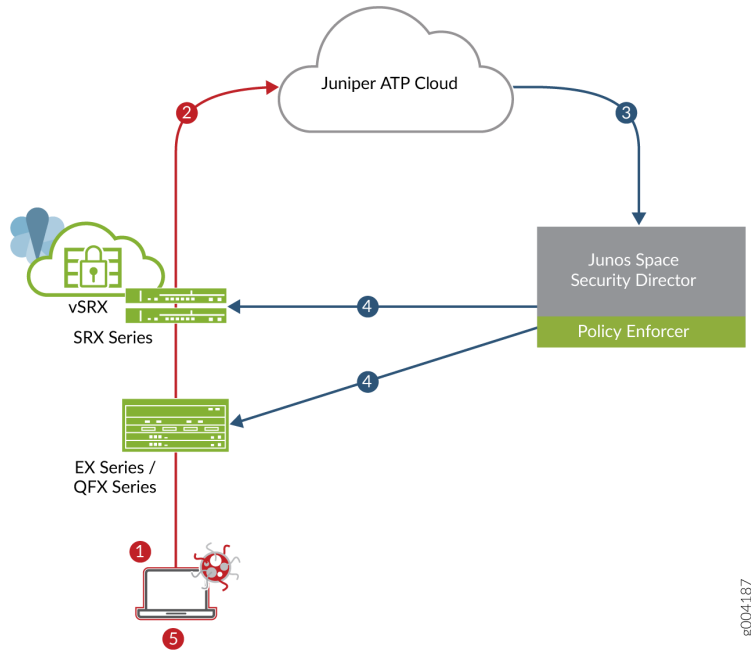 Juniper ATP Cloud
2
3
Junos Space
Security Director
Policy Enforcer
vSRX
SRX Series
4
4
EX Series /
QFX Series
1
5
g004187